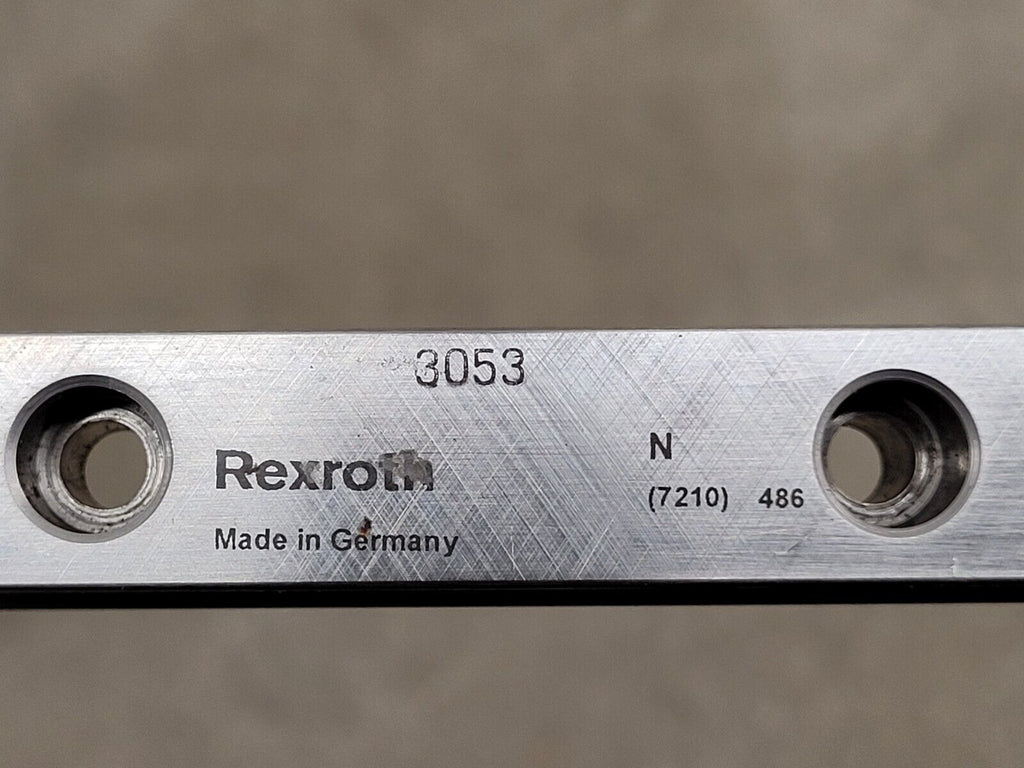 3053
Rexroth
N
(7210) 486
Made in Germany